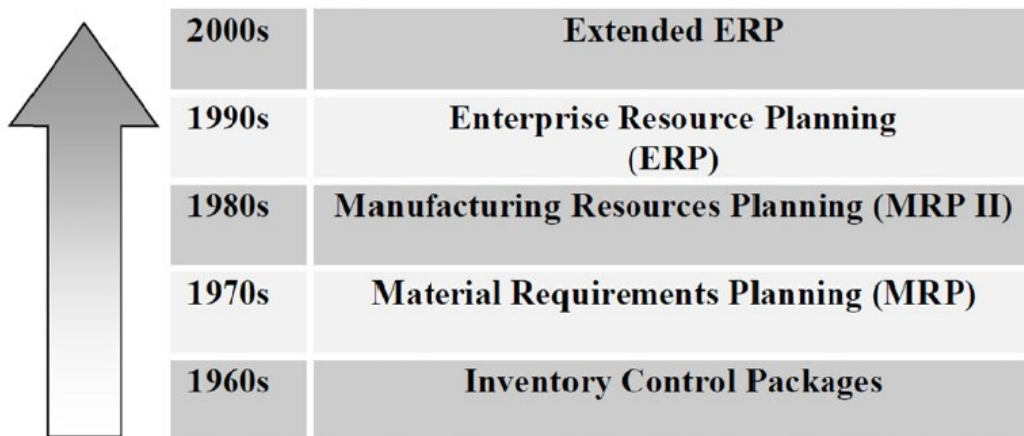 2000s Extended ERP
1990s Enterprise Resource Planning
(ERP)
1980s Manufacturing Resources Planning (MRP II)
1970s Material Requirements Planning (MRP)
1960s Inventory Control Packages